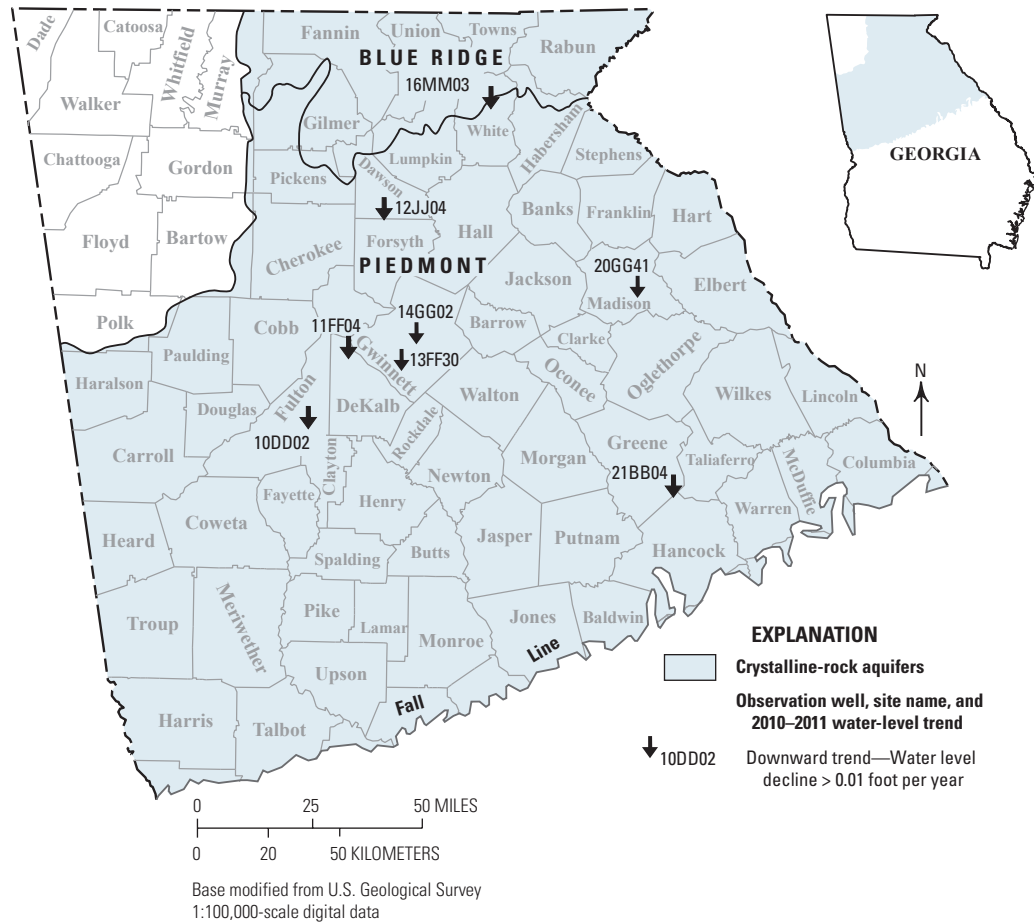 Dade
Catoosa
Whitfield
Murray
Fannin
Union
Towns
Rabun
BLUE RIDGE
16MM03
Walker
Gilmer
White
Habersham
Chattooga
Gordon
Lumpkin
Stephens
Pickens
Dawson
12JJ04
Banks
Franklin
Hart
Floyd
Bartow
Cherokee
Forsyth
Hall
PIEDMONT
Jackson
20GG41
Madison
Elbert
Polk
Cobb
11FF04
14GG02
Barrow
Clarke
Paulding
Gwinnett
13FF30
Oconee
Oglethorpe
Haralson
Douglas
Fulton
DeKalb
Walton
Wilkes
Lincoln
10DD02
Rockdale
Carroll
Clayton
Newton
Morgan
Greene
21BB04
Taliaferro
McDuffie
Columbia
Fayette
Henry
Warren
Coweta
Heard
Spalding
Butts
Jasper
Putnam
Hancock
Troup
Meriwether
Pike
Lamar
Monroe
Jones
Baldwin
Upson
Line
Fall
Harris
Talbot
GEORGIA
N
EXPLANATION
Crystalline-rock aquifers
Observation well, site name, and
2010–2011 water-level trend
10DD02
Downward trend—Water level
decline > 0.01 foot per year
0 25 50 MILES
0 20 50 KILOMETERS
Base modified from U.S. Geological Survey
1:100,000-scale digital data